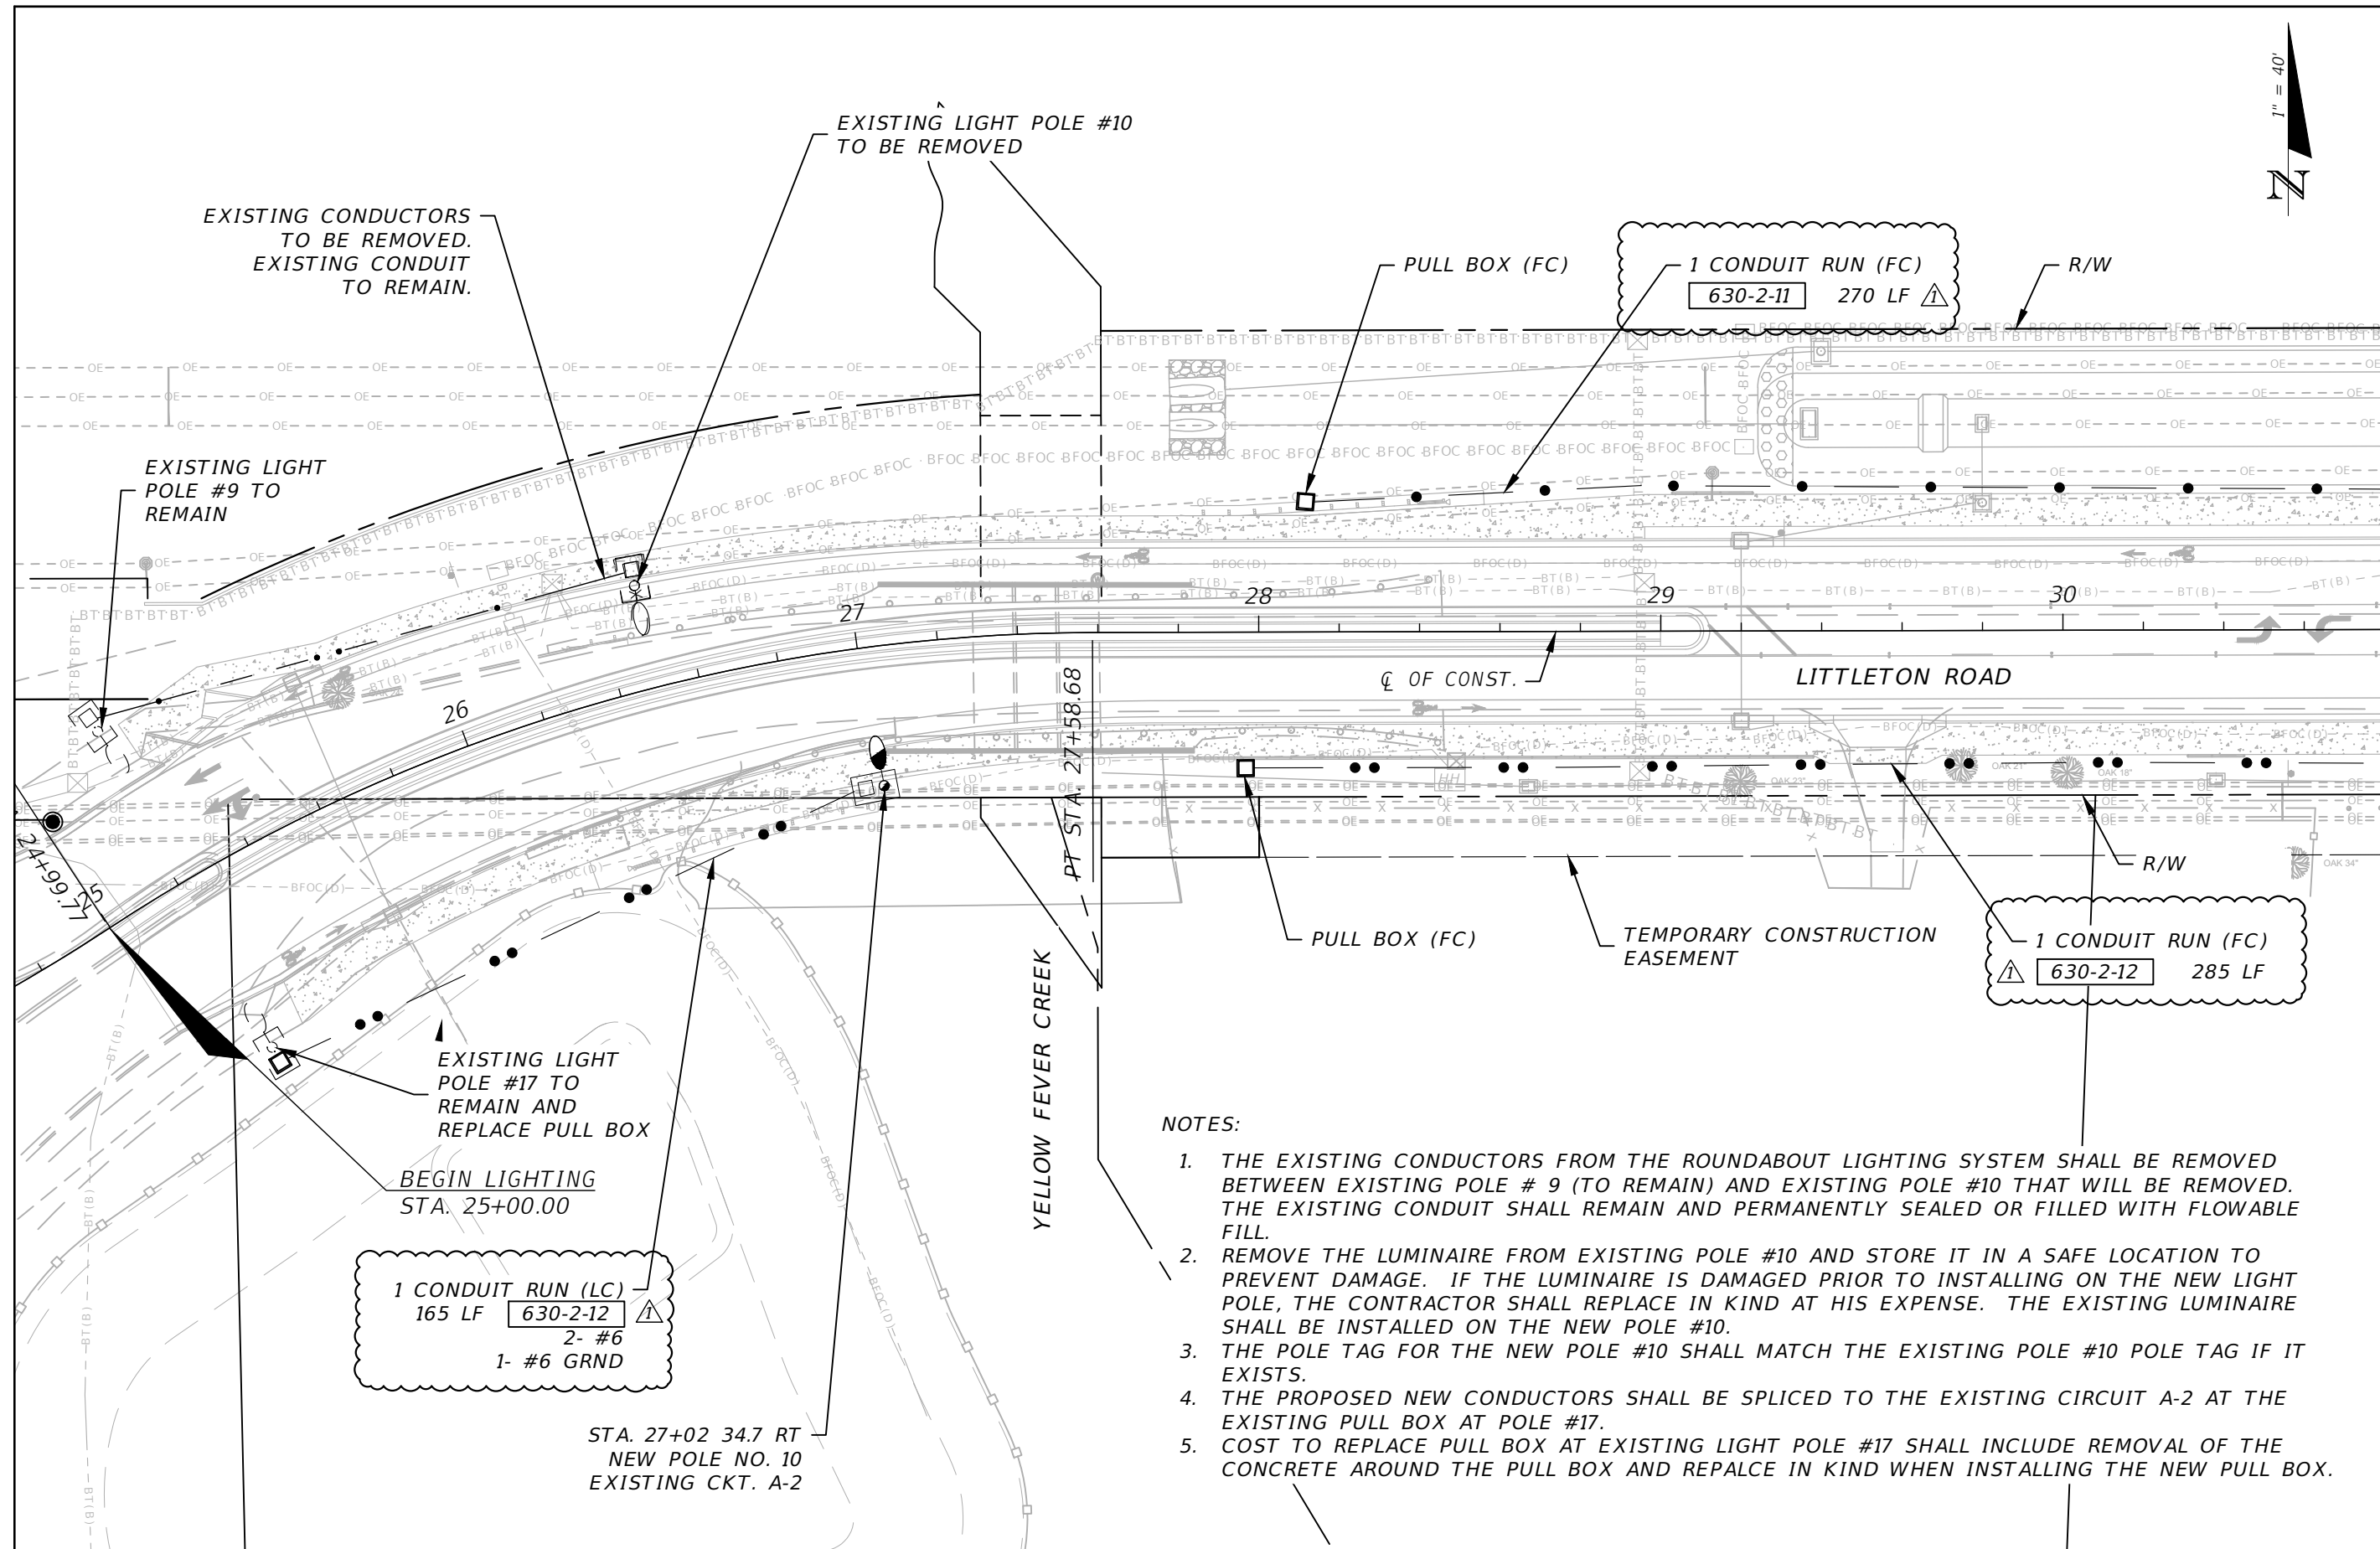 1" = 40'
N
EXISTING LIGHT POLE #10
TO BE REMOVED
EXISTING CONDUCTORS
TO BE REMOVED.
EXISTING CONDUIT
TO REMAIN.
PULL BOX (FC)
1 CONDUIT RUN (FC)
630-2-11 270 LF 1
R/W
EXISTING LIGHT
POLE #9 TO
REMAIN
24+99.77
25
26
27
28
29
30
PT STA. 27+58.68
℄ OF CONST.
LITTLETON ROAD
OAK 23"
OAK 21"
OAK 18"
OAK 34"
HH
R/W
PULL BOX (FC)
TEMPORARY CONSTRUCTION
EASEMENT
1 CONDUIT RUN (FC)
1 630-2-12 285 LF
YELLOW FEVER CREEK
EXISTING LIGHT
POLE #17 TO
REMAIN AND
REPLACE PULL BOX
BEGIN LIGHTING
STA. 25+00.00
1 CONDUIT RUN (LC)
165 LF 630-2-12 1
2- #6
1- #6 GRND
STA. 27+02 34.7 RT
NEW POLE NO. 10
EXISTING CKT. A-2
NOTES:
1. THE EXISTING CONDUCTORS FROM THE ROUNDABOUT LIGHTING SYSTEM SHALL BE REMOVED
BETWEEN EXISTING POLE # 9 (TO REMAIN) AND EXISTING POLE #10 THAT WILL BE REMOVED.
THE EXISTING CONDUIT SHALL REMAIN AND PERMANENTLY SEALED OR FILLED WITH FLOWABLE
FILL.
2. REMOVE THE LUMINAIRE FROM EXISTING POLE #10 AND STORE IT IN A SAFE LOCATION TO
PREVENT DAMAGE. IF THE LUMINAIRE IS DAMAGED PRIOR TO INSTALLING ON THE NEW LIGHT
POLE, THE CONTRACTOR SHALL REPLACE IN KIND AT HIS EXPENSE. THE EXISTING LUMINAIRE
SHALL BE INSTALLED ON THE NEW POLE #10.
3. THE POLE TAG FOR THE NEW POLE #10 SHALL MATCH THE EXISTING POLE #10 POLE TAG IF IT
EXISTS.
4. THE PROPOSED NEW CONDUCTORS SHALL BE SPLICED TO THE EXISTING CIRCUIT A-2 AT THE
EXISTING PULL BOX AT POLE #17.
5. COST TO REPLACE PULL BOX AT EXISTING LIGHT POLE #17 SHALL INCLUDE REMOVAL OF THE
CONCRETE AROUND THE PULL BOX AND REPALCE IN KIND WHEN INSTALLING THE NEW PULL BOX.